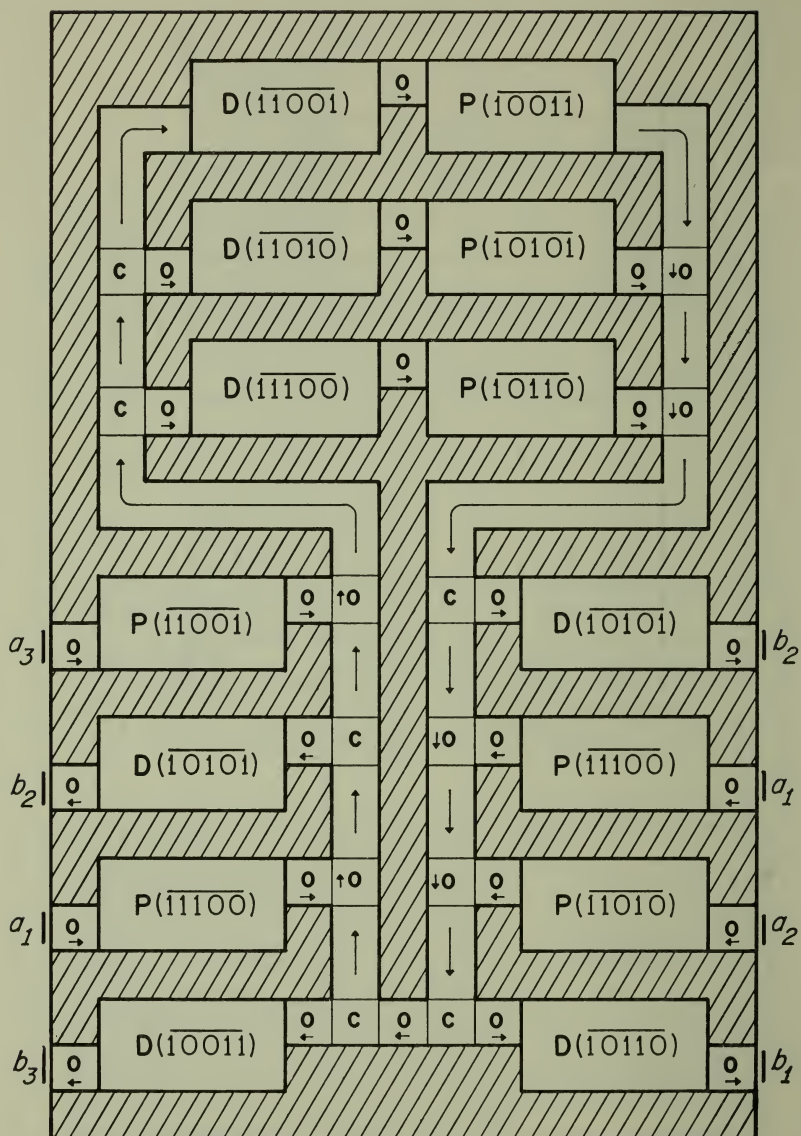 D(11001) 0→ P(10011)
D(11010) 0→ P(10101)
C 0→ 0→ ↓0
D(11100) 0→ P(10110)
C 0→ 0→ ↓0
P(11001) 0→ ↑0 C 0→ D(10101)
a3 0→ 0→ b2
D(10101) 0← C ↓0 0← P(11100)
b2 0← 0← a1
P(11100) 0→ ↑0 ↓0 0← P(11010)
a1 0→ 0← a2
D(10011) 0← C 0← C 0→ D(10110)
b3 0← 0→ b1